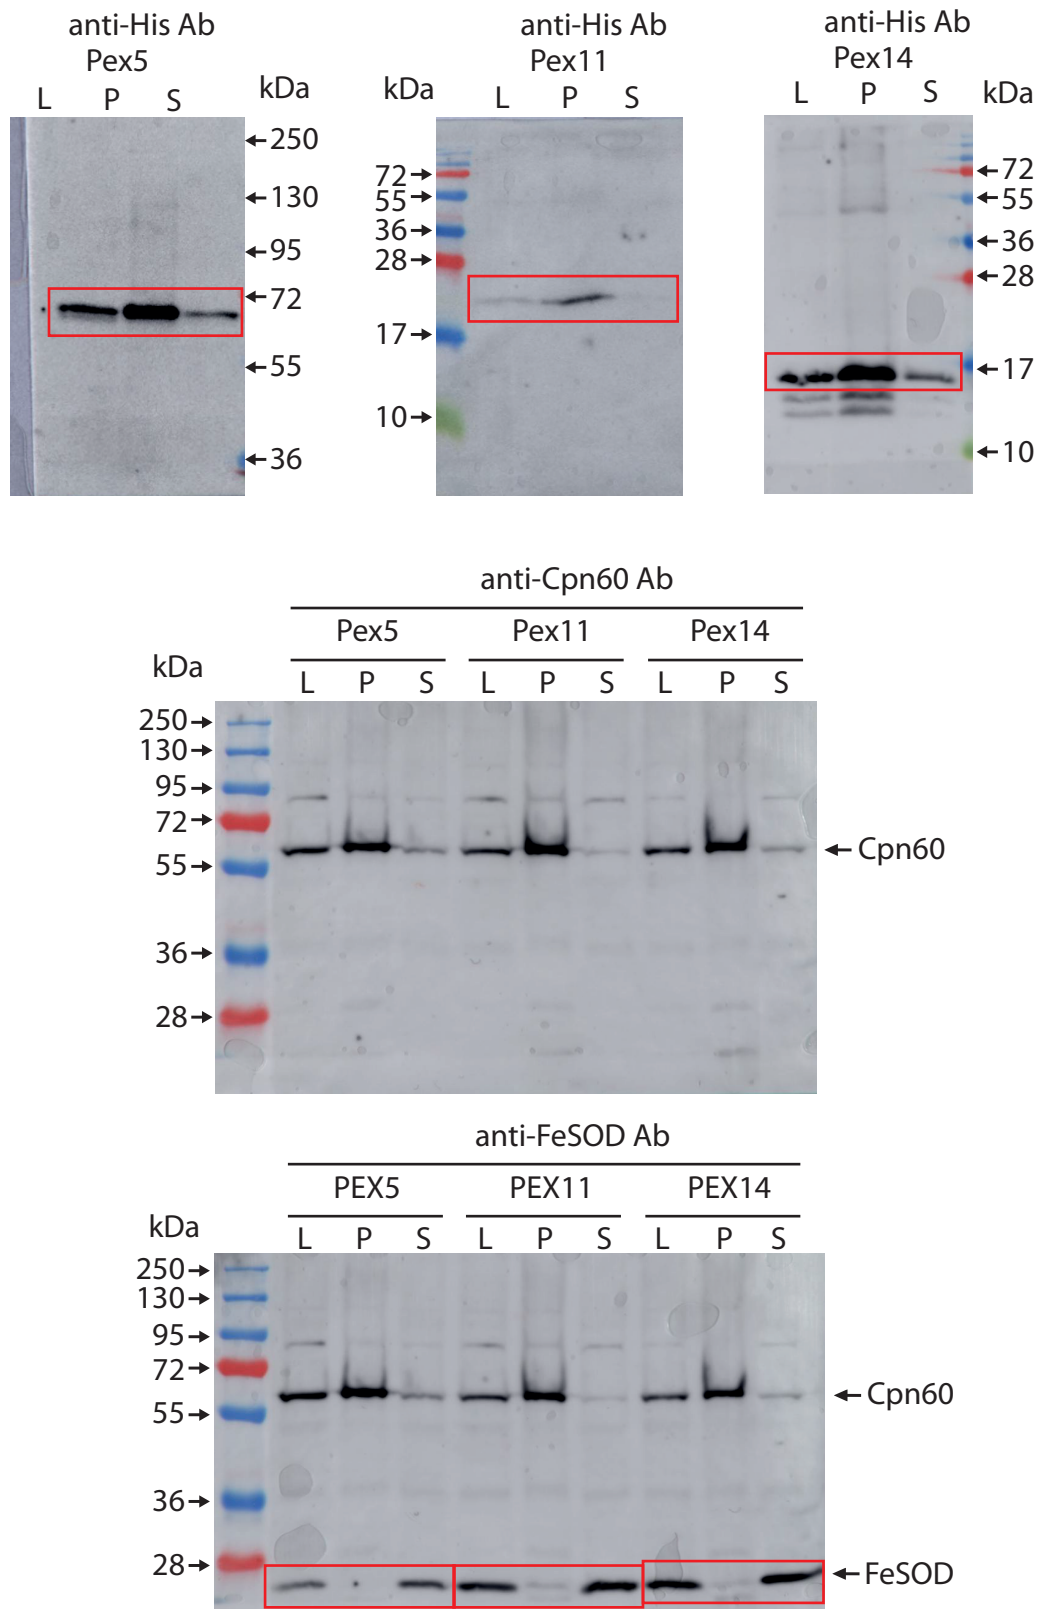 anti-His Ab
Pex5
L P S kDa
←250
←130
←95
←72
←55
←36
anti-His Ab
Pex11
kDa L P S
72→
55→
36→
28→
17→
10→
anti-His Ab
Pex14
L P S kDa
←72
←55
←36
←28
←17
←10
anti-Cpn60 Ab
Pex5 Pex11 Pex14
kDa
L P S L P S L P S
250→
130→
95→
72→
55→
36→
28→
←Cpn60
anti-FeSOD Ab
PEX5 PEX11 PEX14
kDa
L P S L P S L P S
250→
130→
95→
72→
55→
36→
28→
←Cpn60
←FeSOD